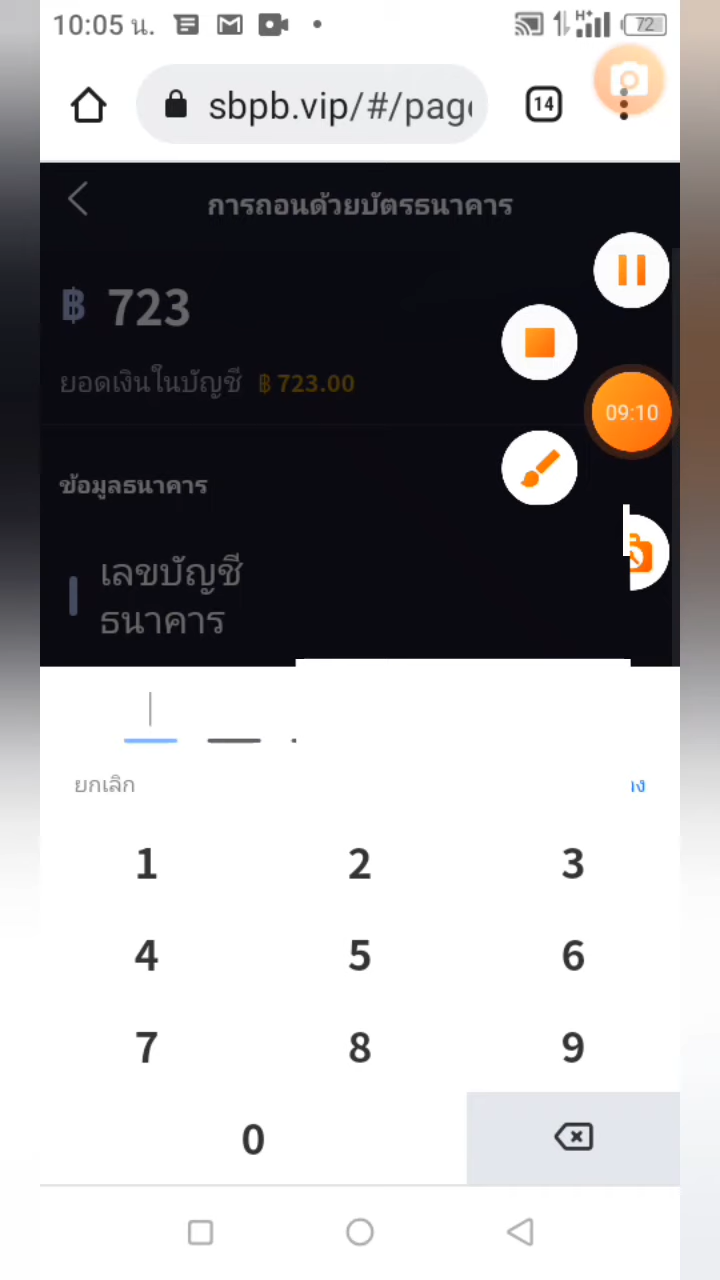 10:05 น.
H+
72
sbpb.vip/#/page
14
การถอนด้วยบัตรธนาคาร
฿ 723
ยอดเงินในบัญชี ฿ 723.00
09:10
ข้อมูลธนาคาร
เลขบัญชี
ธนาคาร
ยกเลิก
1 2 3
4 5 6
7 8 9
0